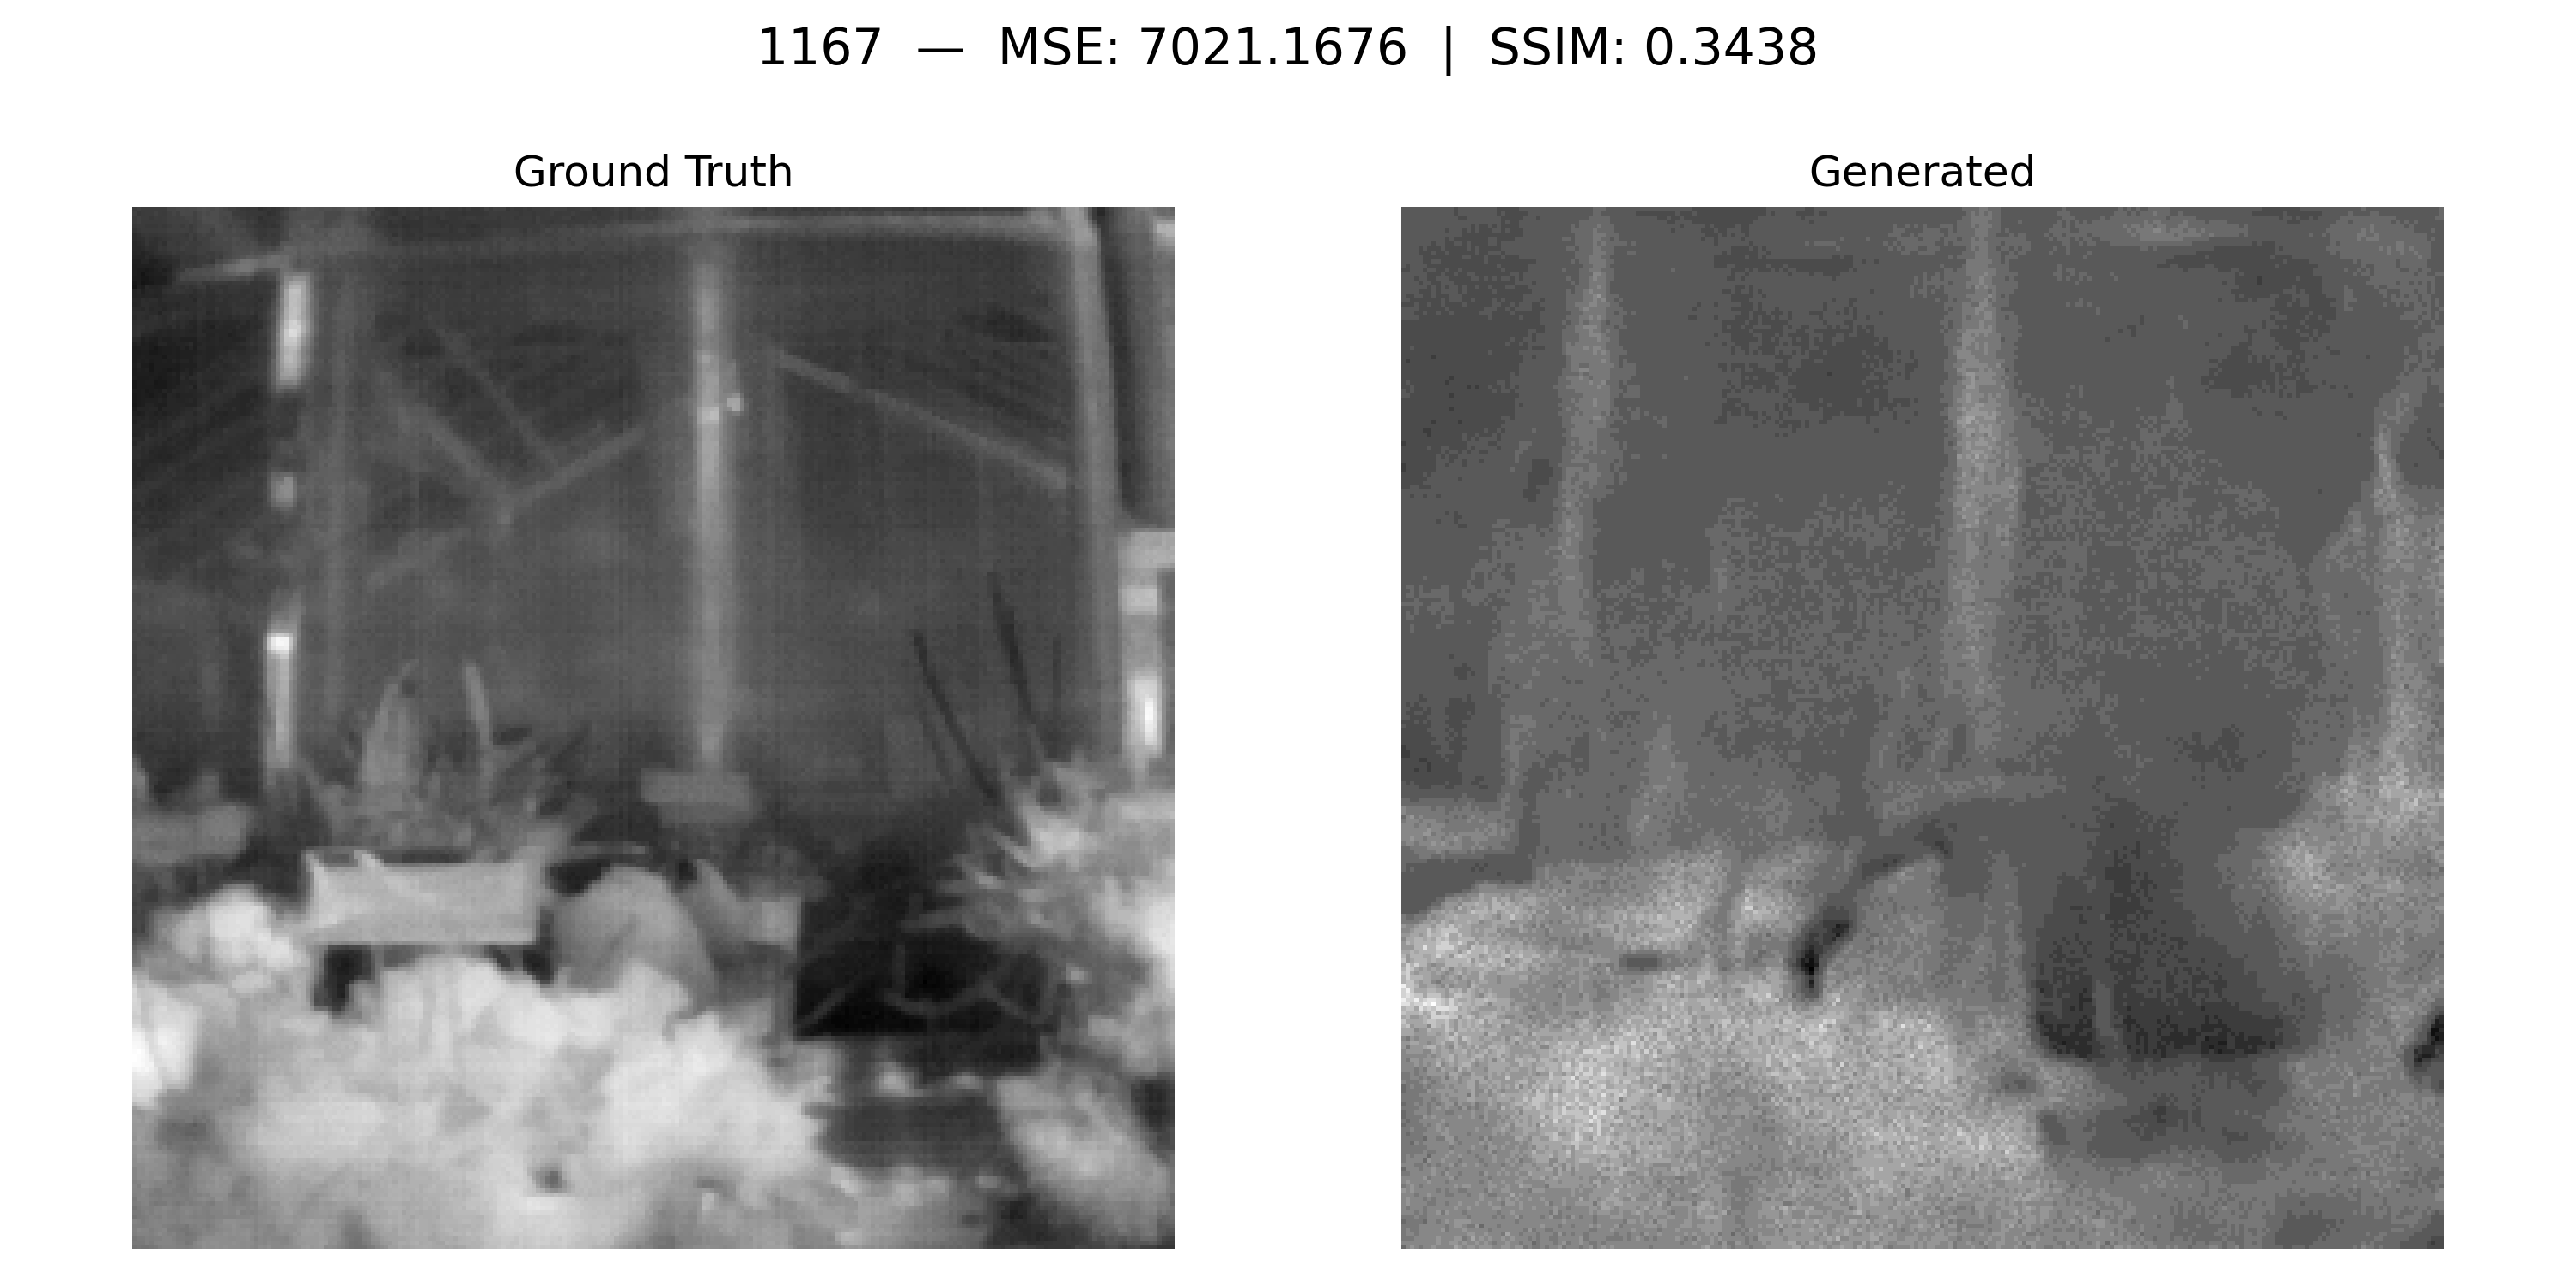 1167 — MSE: 7021.1676 | SSIM: 0.3438
Ground Truth
Generated